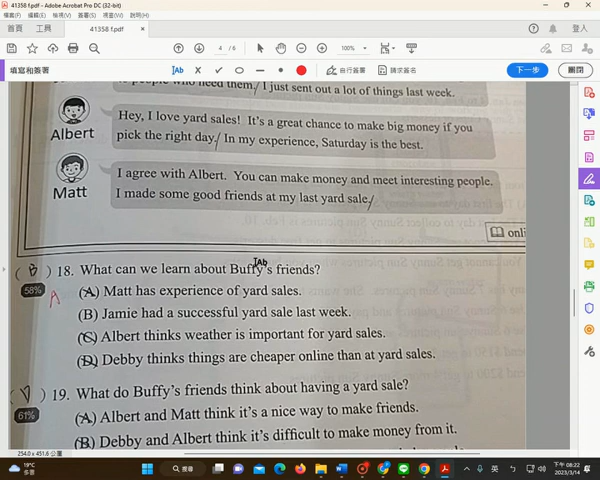 41358 f.pdf - Adobe Acrobat Pro DC (32-bit)
檔案(F) 編輯(E) 檢視(V) 簽署(S) 視窗(W) 說明(H)
首頁 工具 41358 f.pdf × 登入
4 / 6 100%
填寫和簽署 Ab 自行簽署 請求簽名 下一步 關閉
people who need them/ I just sent out a lot of things last week.
Albert
Hey, I love yard sales! It's a great chance to make big money if you
pick the right day./ In my experience, Saturday is the best.
Matt
I agree with Albert. You can make money and meet interesting people.
I made some good friends at my last yard sale./
onli
( B ) 18. What can we learn about Buffy's friends?
58% A (A) Matt has experience of yard sales.
(B) Jamie had a successful yard sale last week.
(C) Albert thinks weather is important for yard sales.
(D) Debby thinks things are cheaper online than at yard sales.
19. What do Buffy's friends think about having a yard sale?
61% (A) Albert and Matt think it's a nice way to make friends.
(B) Debby and Albert think it's difficult to make money from it.
254.0 x 451.6 公釐
19°C
多雲
搜尋
英
下午 08:22
2023/3/14